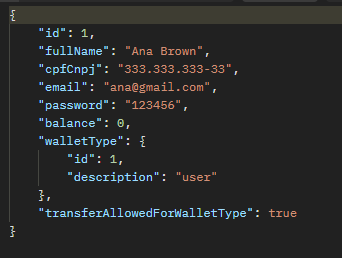 {
"id": 1,
"fullName": "Ana Brown",
"cpfCnpj": "333.333.333-33",
"email": "ana@gmail.com",
"password": "123456",
"balance": 0,
"walletType": {
"id": 1,
"description": "user"
},
"transferAllowedForWalletType": true
}